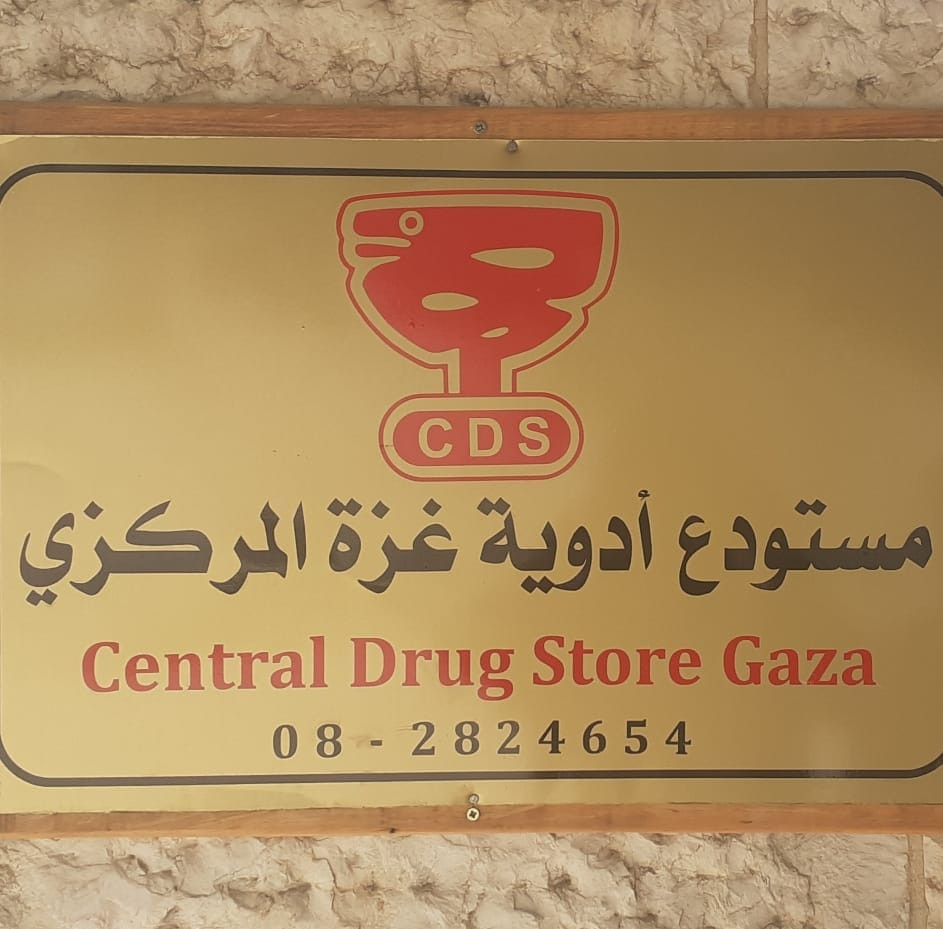 CDS
مستودع أدوية غزة المركزي
Central Drug Store Gaza
08 - 2824654